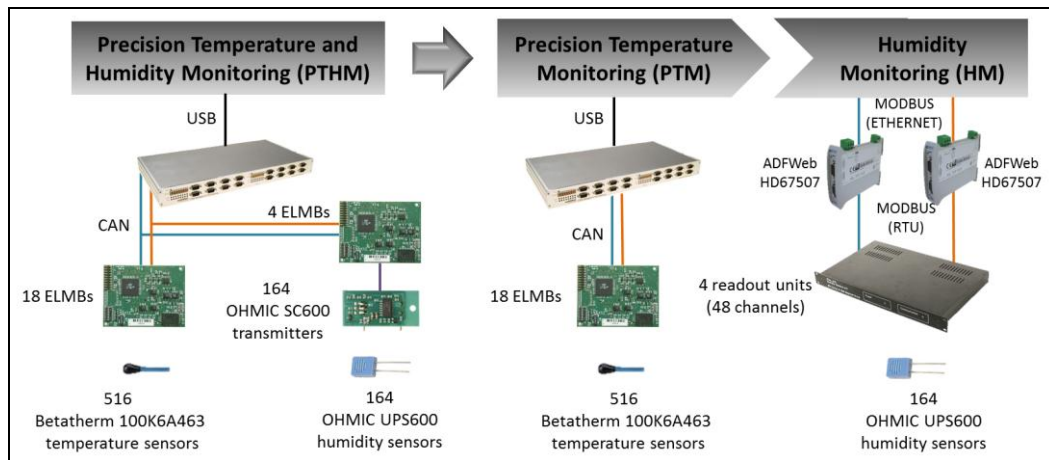 Precision Temperature and
Humidity Monitoring (PTHM)
USB
CAN
4 ELMBs
18 ELMBs
164
OHMIC SC600
transmitters
516
Betatherm 100K6A463
temperature sensors
164
OHMIC UPS600
humidity sensors
Precision Temperature
Monitoring (PTM)
USB
CAN
18 ELMBs
516
Betatherm 100K6A463
temperature sensors
Humidity
Monitoring (HM)
MODBUS
(ETHERNET)
ADFWeb
HD67507
ADFWeb
HD67507
MODBUS
(RTU)
4 readout units
(48 channels)
164
OHMIC UPS600
humidity sensors